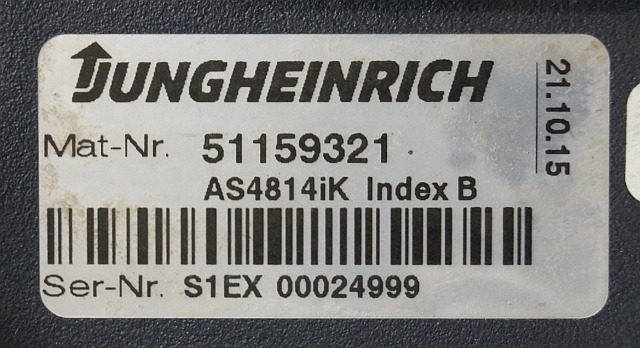 JUNGHEINRICH
Mat-Nr. 51159321
AS4814iK Index B
Ser-Nr. S1EX 00024999
21.10.15